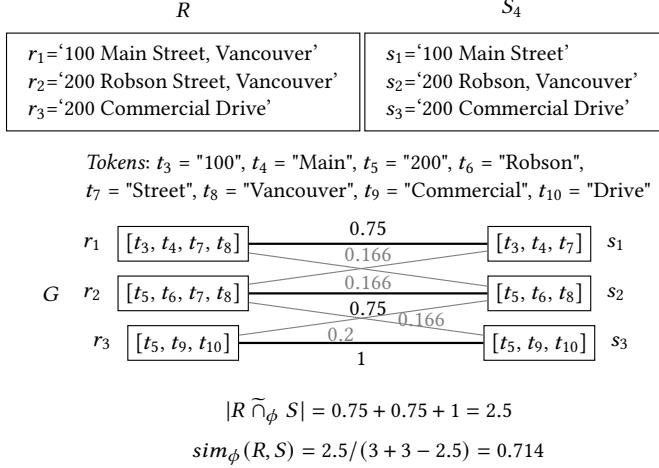 R S₄
r₁=‘100 Main Street, Vancouver’ s₁=‘100 Main Street’
r₂=‘200 Robson Street, Vancouver’ s₂=‘200 Robson, Vancouver’
r₃=‘200 Commercial Drive’ s₃=‘200 Commercial Drive’
Tokens: t₃ = "100", t₄ = "Main", t₅ = "200", t₆ = "Robson",
t₇ = "Street", t₈ = "Vancouver", t₉ = "Commercial", t₁₀ = "Drive"
0.75
r₁ [t₃, t₄, t₇, t₈] [t₃, t₄, t₇] s₁
0.166
0.166
G r₂ [t₅, t₆, t₇, t₈] [t₅, t₆, t₈] s₂
0.75
0.166
0.2
r₃ [t₅, t₉, t₁₀] [t₅, t₉, t₁₀] s₃
1
|R ∩̃_ϕ S| = 0.75 + 0.75 + 1 = 2.5
sim_ϕ(R, S) = 2.5/(3 + 3 − 2.5) = 0.714